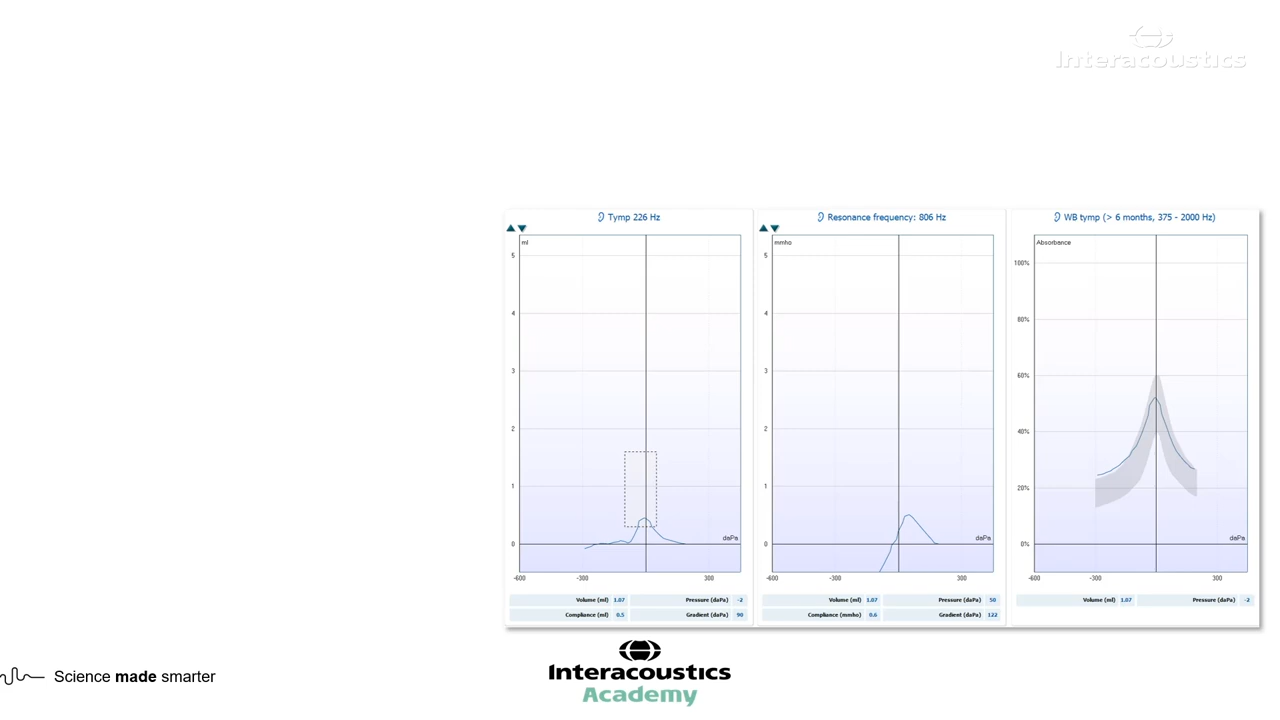 Interacoustics
Tymp 226 Hz
ml
5
4
3
2
1
0
daPa
-600
-300
300
Volume (ml) 1.07
Pressure (daPa) -2
Compliance (ml) 0.5
Gradient (daPa) 90
Resonance frequency: 806 Hz
mmho
5
4
3
2
1
0
daPa
-600
-300
300
Volume (ml) 1.07
Pressure (daPa) 50
Compliance (mmho) 0.6
Gradient (daPa) 122
WB tymp (> 6 months, 375 - 2000 Hz)
Absorbance
100%
80%
60%
40%
20%
0%
daPa
-600
-300
300
Volume (ml) 1.07
Pressure (daPa) -2
Science made smarter
Interacoustics
Academy